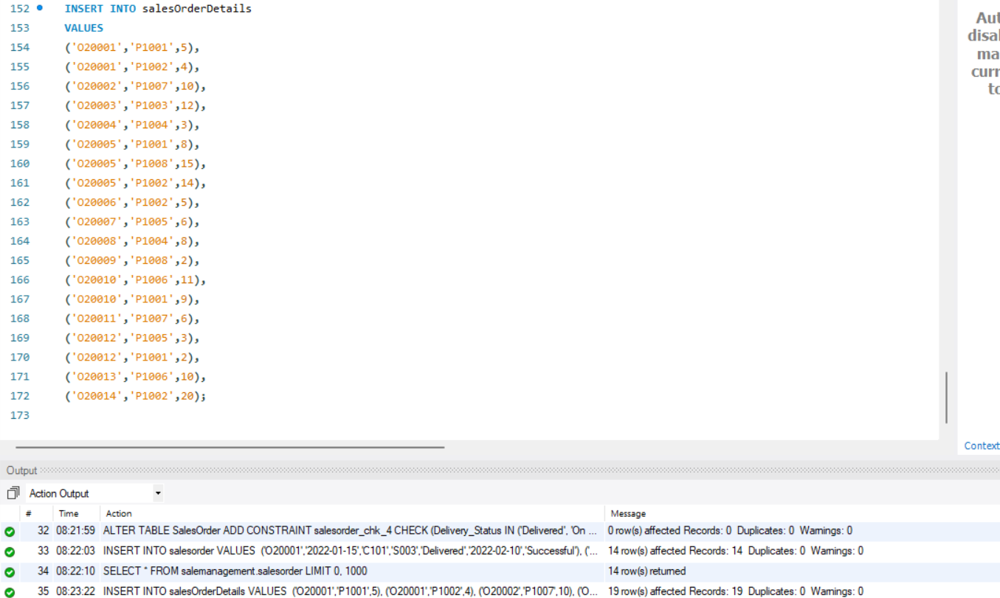 152 INSERT INTO salesOrderDetails
153 VALUES
154 ('O20001','P1001',5),
155 ('O20001','P1002',4),
156 ('O20002','P1007',10),
157 ('O20003','P1003',12),
158 ('O20004','P1004',3),
159 ('O20005','P1001',8),
160 ('O20005','P1008',15),
161 ('O20005','P1002',14),
162 ('O20006','P1002',5),
163 ('O20007','P1005',6),
164 ('O20008','P1004',8),
165 ('O20009','P1008',2),
166 ('O20010','P1006',11),
167 ('O20010','P1001',9),
168 ('O20011','P1007',6),
169 ('O20012','P1005',3),
170 ('O20012','P1001',2),
171 ('O20013','P1006',10),
172 ('O20014','P1002',20);
173
Aut
disal
ma
curr
to
Context
Output
Action Output
# Time Action Message
32 08:21:59 ALTER TABLE SalesOrder ADD CONSTRAINT salesorder_chk_4 CHECK (Delivery_Status IN ('Delivered', 'On ... 0 row(s) affected Records: 0 Duplicates: 0 Warnings: 0
33 08:22:03 INSERT INTO salesorder VALUES ('O20001','2022-01-15','C101','S003','Delivered','2022-02-10','Successful'), ('... 14 row(s) affected Records: 14 Duplicates: 0 Warnings: 0
34 08:22:10 SELECT * FROM salemanagement.salesorder LIMIT 0, 1000 14 row(s) returned
35 08:23:22 INSERT INTO salesOrderDetails VALUES ('O20001','P1001',5), ('O20001','P1002',4), ('O20002','P1007',10), ('O... 19 row(s) affected Records: 19 Duplicates: 0 Warnings: 0